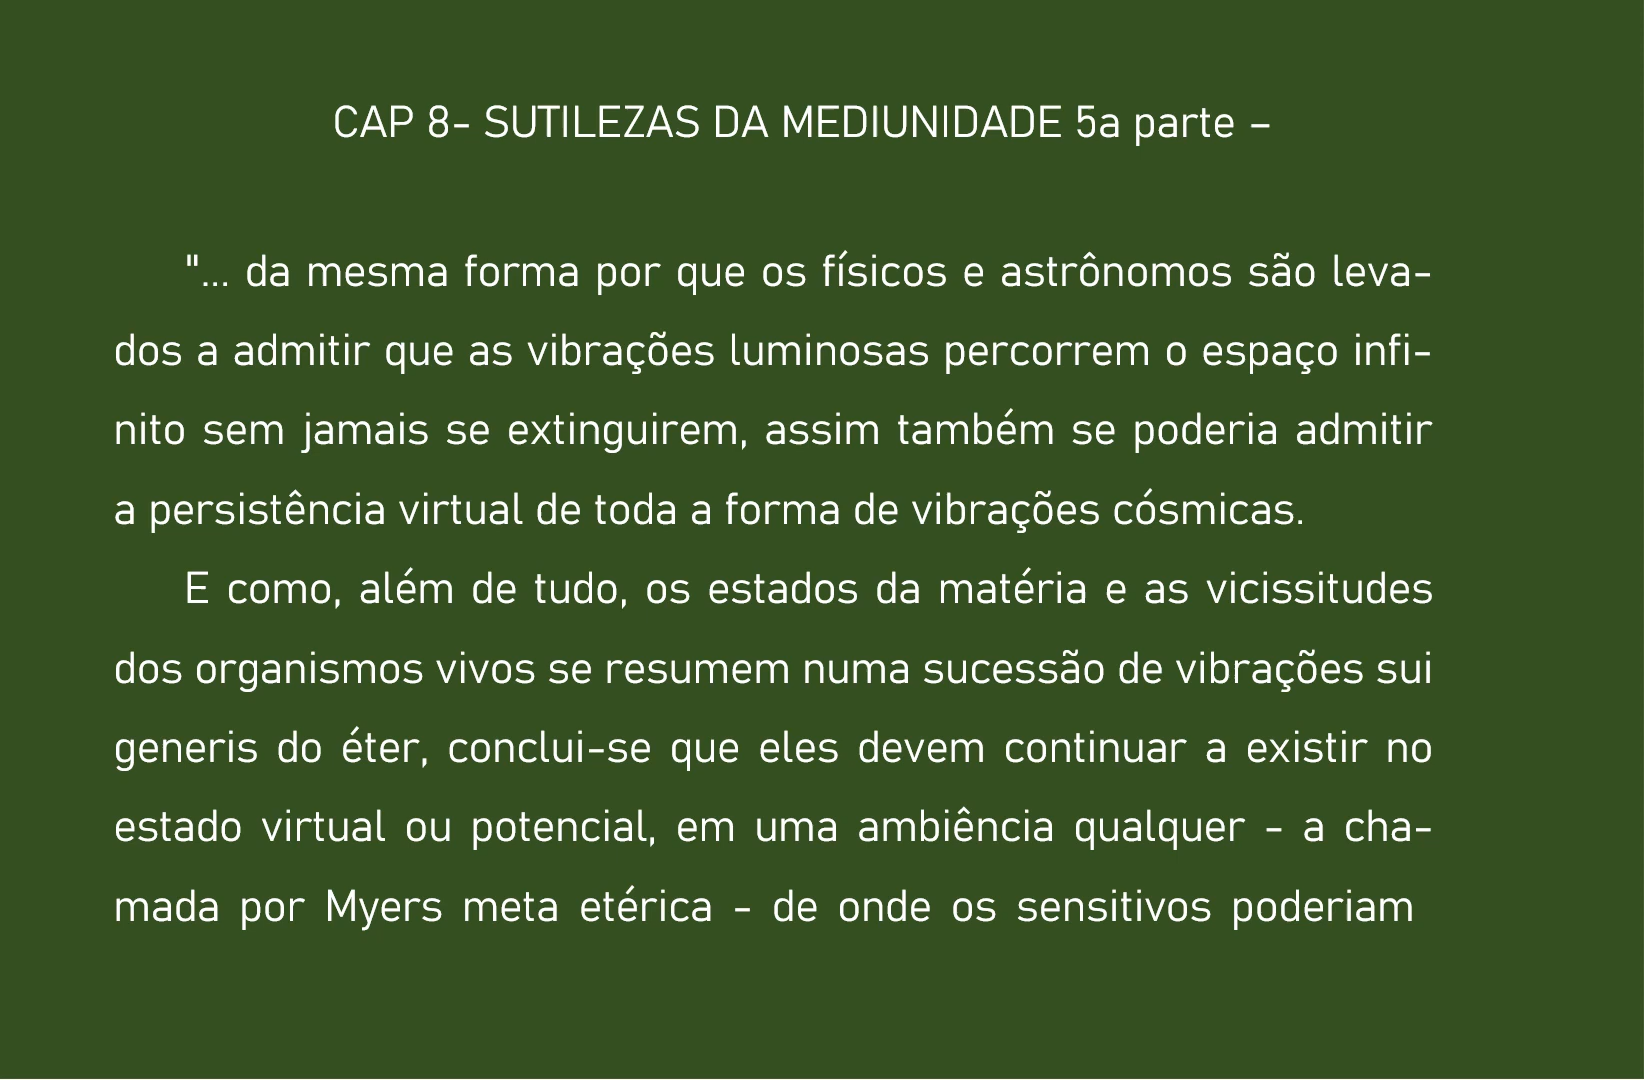 CAP 8- SUTILEZAS DA MEDIUNIDADE 5a parte –
"... da mesma forma por que os físicos e astrônomos são leva-
dos a admitir que as vibrações luminosas percorrem o espaço infi-
nito sem jamais se extinguirem, assim também se poderia admitir
a persistência virtual de toda a forma de vibrações cósmicas.
E como, além de tudo, os estados da matéria e as vicissitudes
dos organismos vivos se resumem numa sucessão de vibrações sui
generis do éter, conclui-se que eles devem continuar a existir no
estado virtual ou potencial, em uma ambiência qualquer - a cha-
mada por Myers meta etérica - de onde os sensitivos poderiam